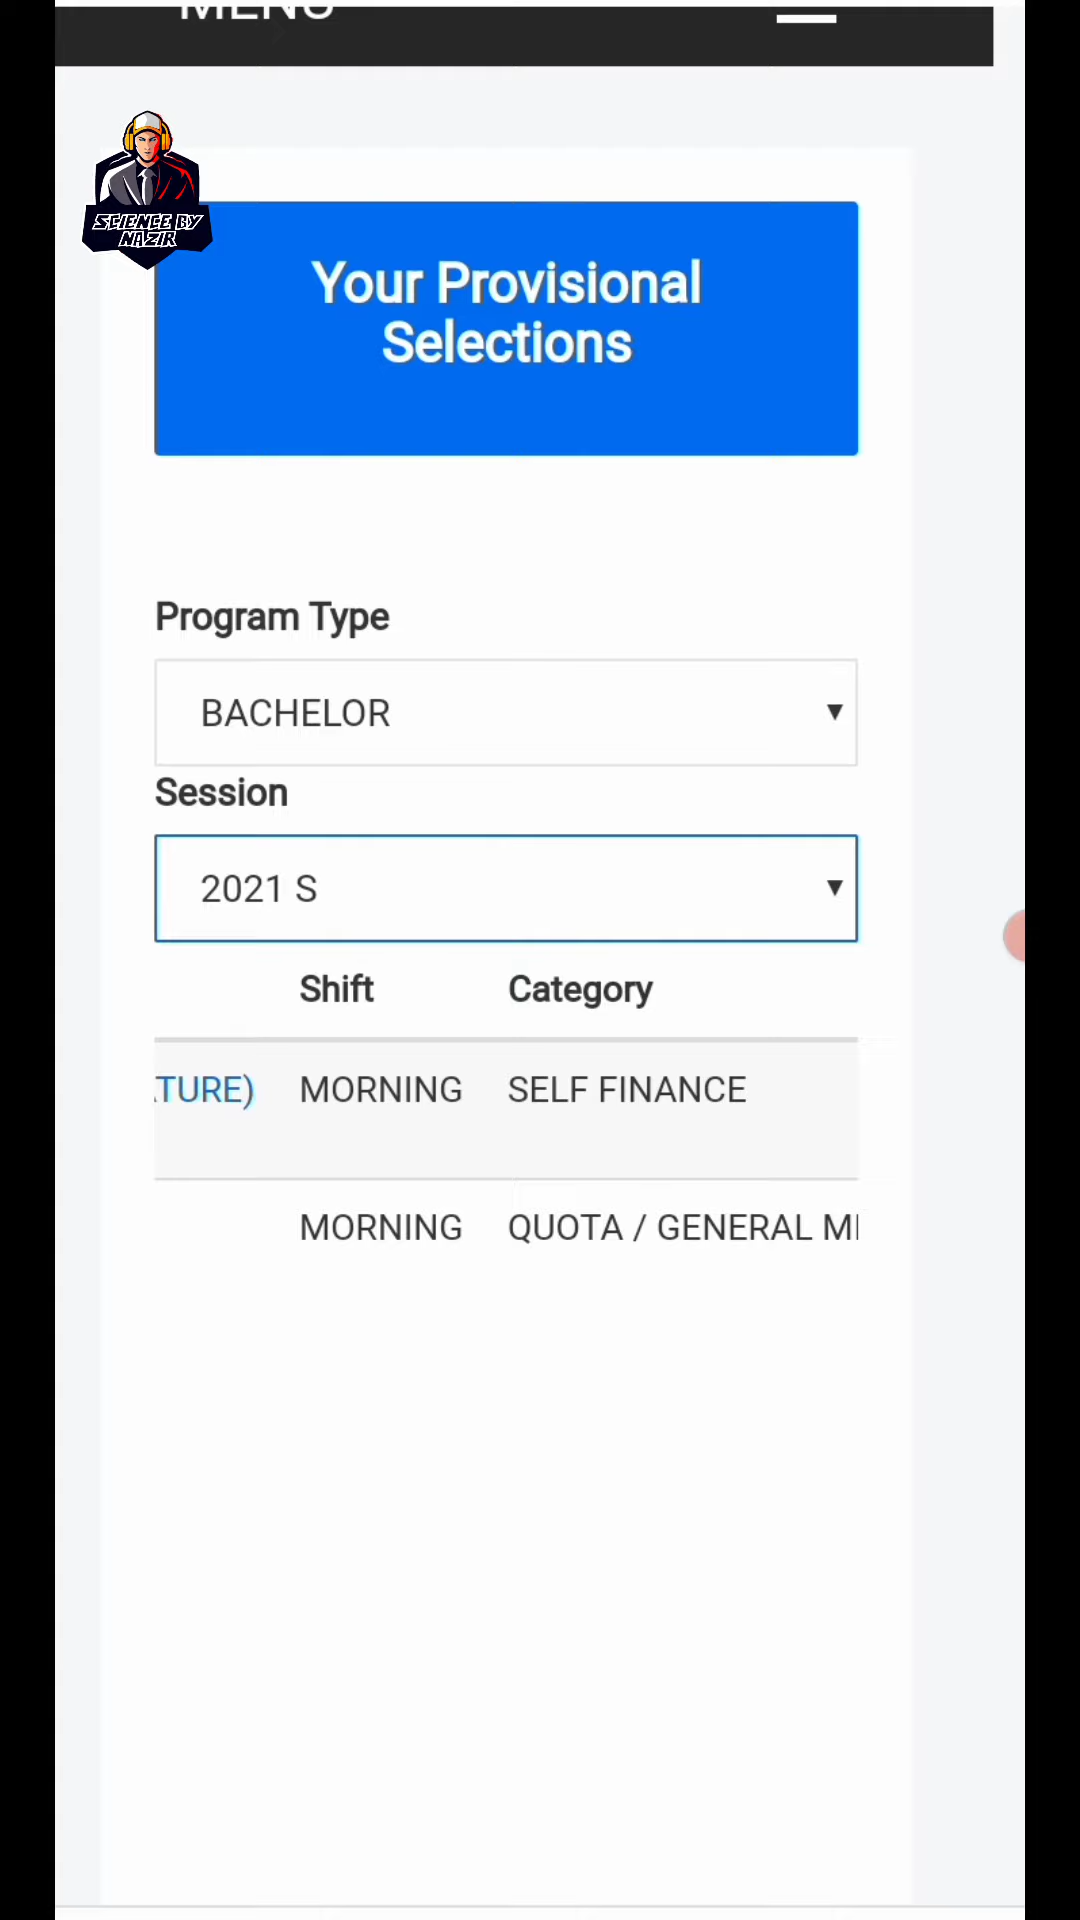 MENU
SCIENCE BY
NAZIR
Your Provisional
Selections
Program Type
BACHELOR
Session
2021 S
Shift Category
TURE) MORNING SELF FINANCE
MORNING QUOTA / GENERAL